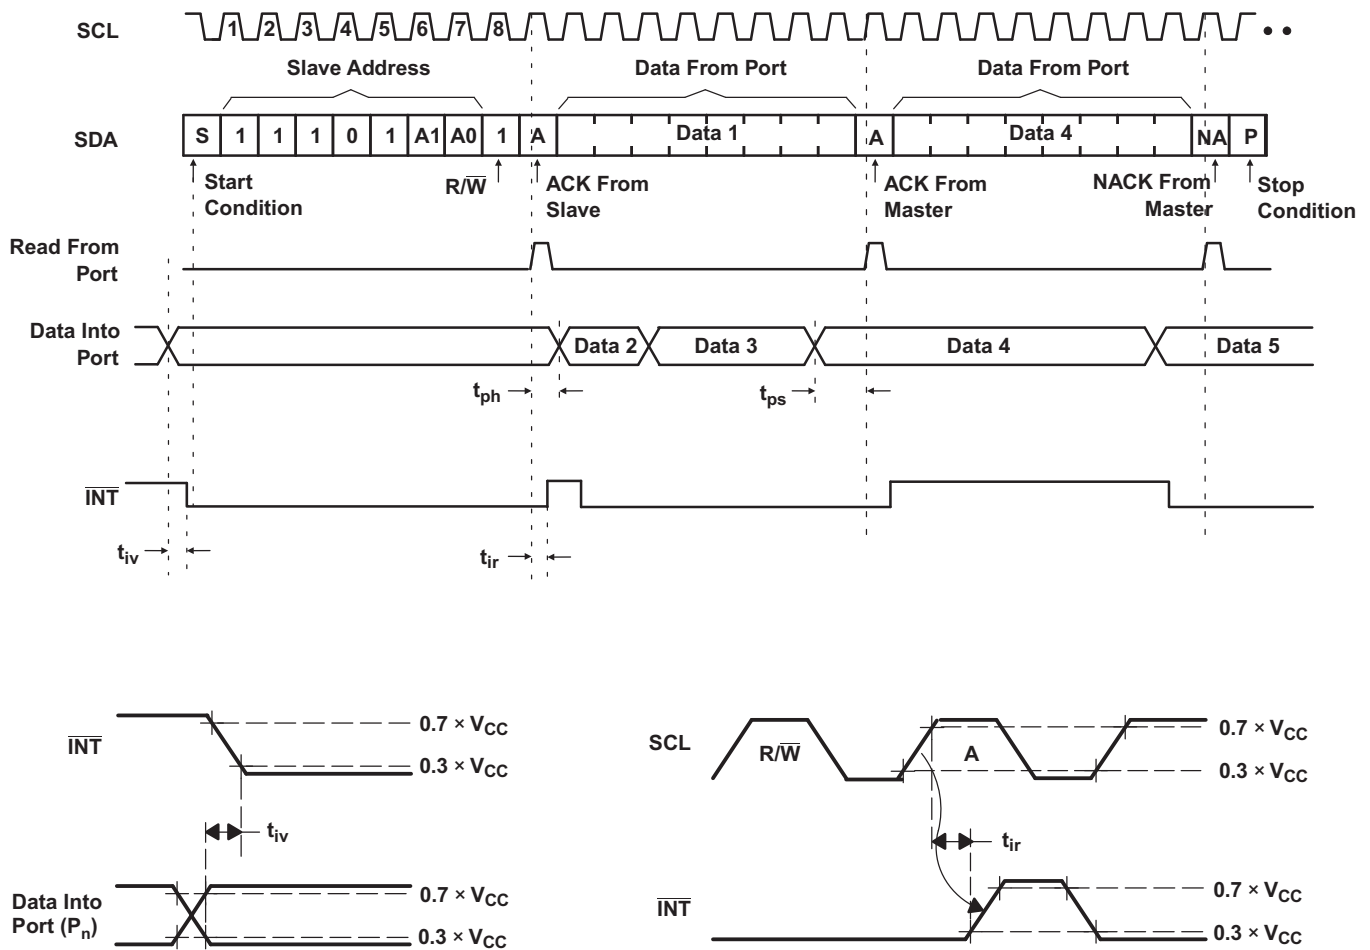 SCL 1 2 3 4 5 6 7 8
Slave Address Data From Port Data From Port
SDA S 1 1 1 0 1 A1 A0 1 A Data 1 A Data 4 NA P
Start Condition
R/W̅
ACK From Slave
ACK From Master
NACK From Master
Stop Condition
Read From Port
Data Into Port
Data 2 Data 3 Data 4 Data 5
tph tps
I̅N̅T̅
tiv tir
I̅N̅T̅
0.7 × VCC
0.3 × VCC
tiv
Data Into Port (Pn)
0.7 × VCC
0.3 × VCC
SCL R/W̅ A
0.7 × VCC
0.3 × VCC
tir
I̅N̅T̅
0.7 × VCC
0.3 × VCC